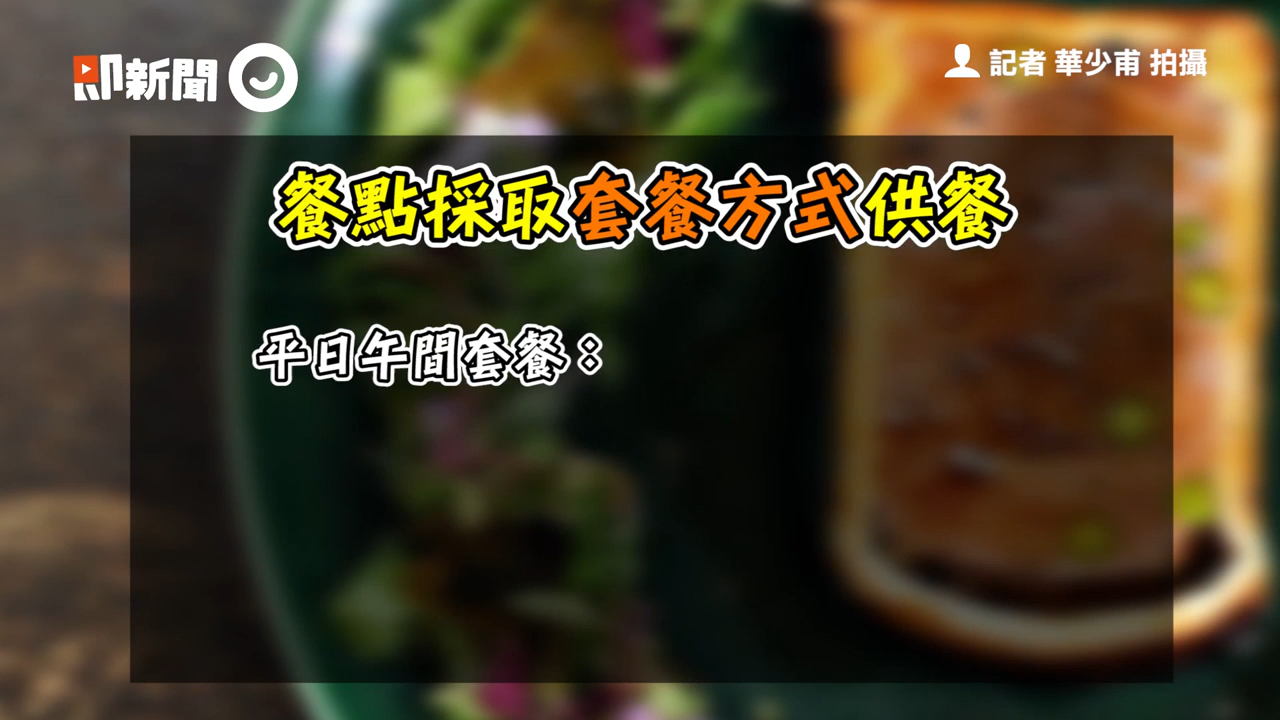 即新聞
記者 華少甫 拍攝
餐點採取套餐方式供餐
平日午間套餐：